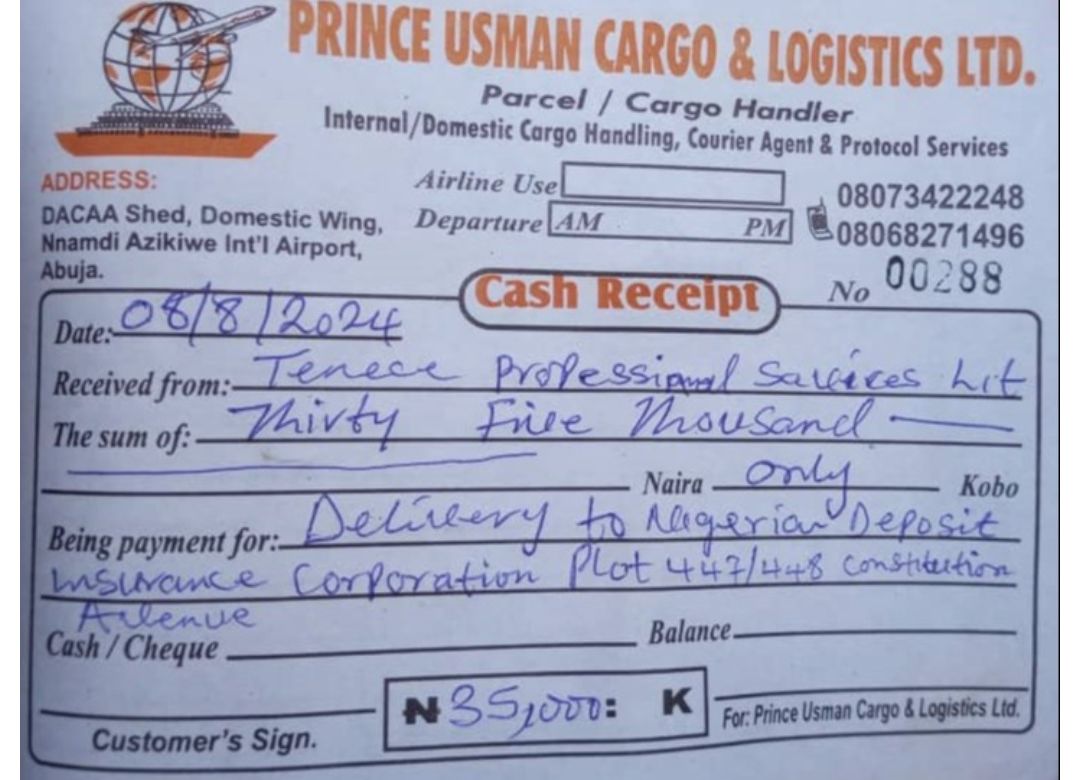 PRINCE USMAN CARGO & LOGISTICS LTD.
Parcel / Cargo Handler
Internal/Domestic Cargo Handling, Courier Agent & Protocol Services
ADDRESS:
DACAA Shed, Domestic Wing,
Nnamdi Azikiwe Int'l Airport,
Abuja.
Airline Use
Departure AM PM
08073422248
08068271496
Cash Receipt
No 00288
Date: 08/8/2024
Received from: Tenece Professional Services Lit
The sum of: Thirty Five Thousand
Naira only Kobo
Being payment for: Delivery to Nigerian Deposit
Insurance Corporation Plot 447/448 constitution
Avenue
Cash / Cheque Balance
₦ 35,000: K
Customer's Sign.
For: Prince Usman Cargo & Logistics Ltd.